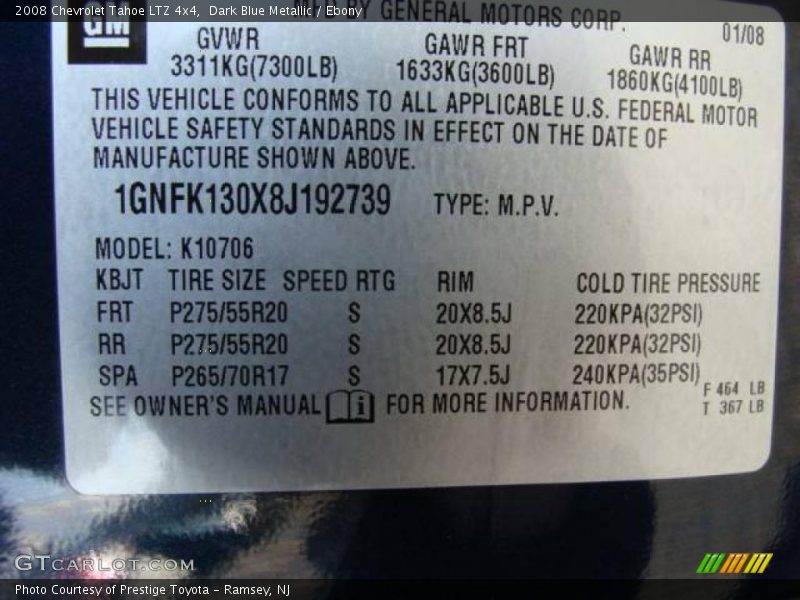 2008 Chevrolet Tahoe LTZ 4x4,  Dark Blue Metallic / Ebony
BY GENERAL MOTORS CORP.
GM
01/08
GVWR GAWR FRT GAWR RR
3311KG(7300LB) 1633KG(3600LB) 1860KG(4100LB)
THIS VEHICLE CONFORMS TO ALL APPLICABLE U.S. FEDERAL MOTOR
VEHICLE SAFETY STANDARDS IN EFFECT ON THE DATE OF
MANUFACTURE SHOWN ABOVE.
1GNFK130X8J192739 TYPE: M.P.V.
MODEL: K10706
KBJT TIRE SIZE SPEED RTG RIM COLD TIRE PRESSURE
FRT P275/55R20 S 20X8.5J 220KPA(32PSI)
RR P275/55R20 S 20X8.5J 220KPA(32PSI)
SPA P265/70R17 S 17X7.5J 240KPA(35PSI)
F 464 LB
SEE OWNER'S MANUAL i FOR MORE INFORMATION.
T 367 LB
GTcarlot.com
Photo Courtesy of Prestige Toyota - Ramsey, NJ